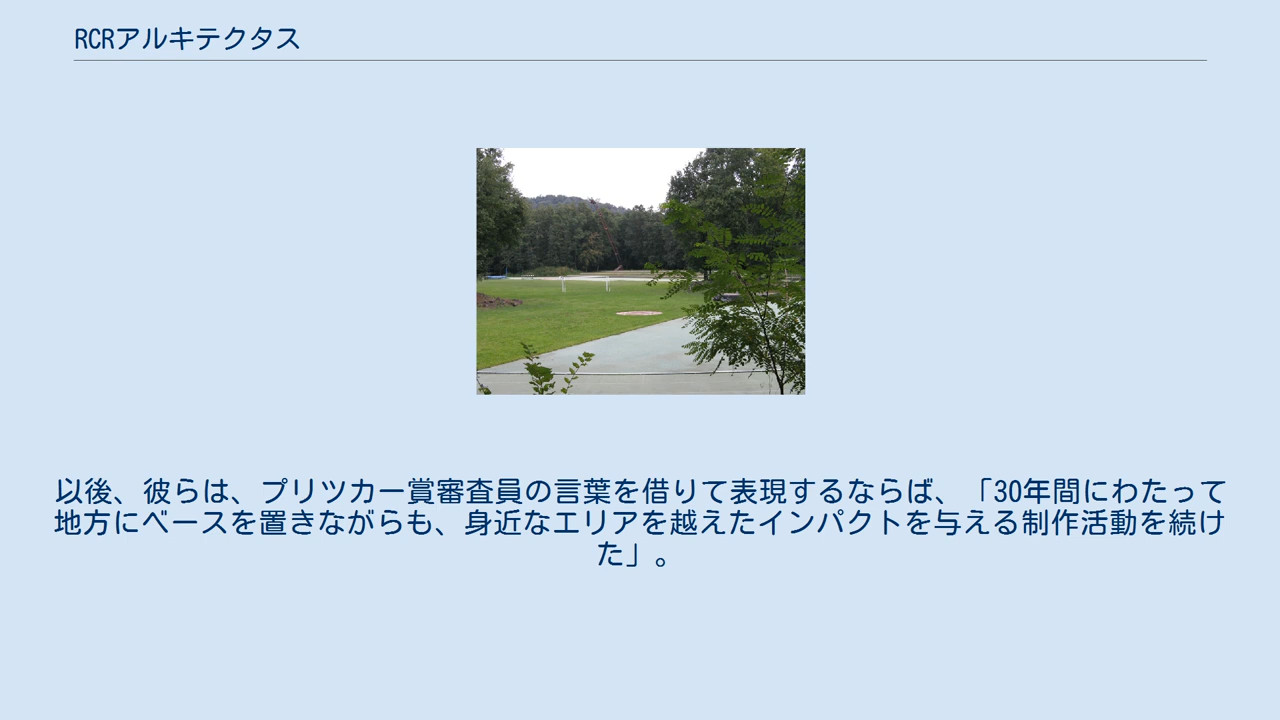 RCRアルキテクタス
以後、彼らは、プリツカー賞審査員の言葉を借りて表現するならば、「30年間にわたって
地方にベースを置きながらも、身近なエリアを越えたインパクトを与える制作活動を続け
た」。